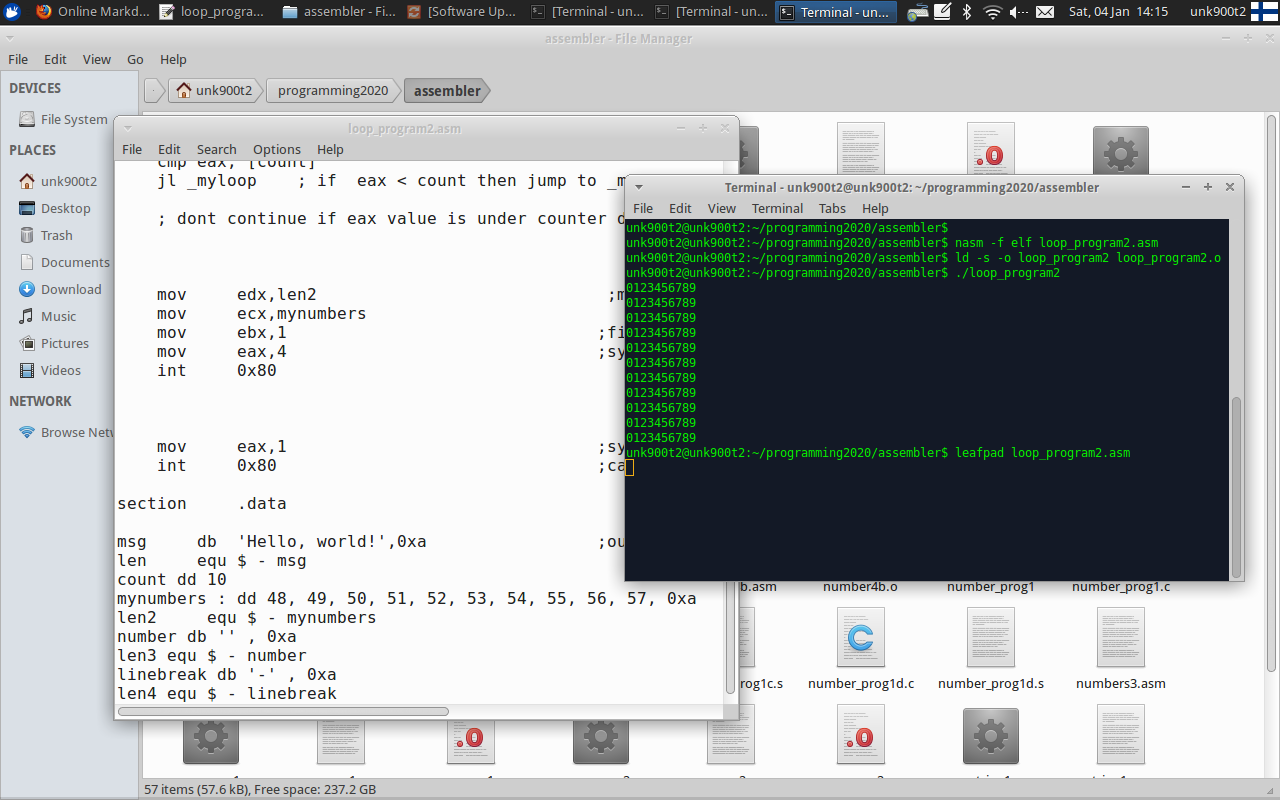 Online Markd...
loop_progra...
assembler - Fi...
[Software Up...
[Terminal - un...
[Terminal - un...
Terminal - un...
Sat, 04 Jan 14:15
unk900t2
assembler - File Manager
File Edit View Go Help
DEVICES
File System
PLACES
unk900t2
Desktop
Trash
Documents
Download
Music
Pictures
Videos
NETWORK
Browse Netw
unk900t2
programming2020
assembler
loop_program2.asm
File Edit Search Options Help
cmp eax, [count]
jl _myloop ; if eax < count then jump to _m
; dont continue if eax value is under counter
mov edx,len2 ;m
mov ecx,mynumbers
mov ebx,1 ;fi
mov eax,4 ;sy
int 0x80
mov eax,1 ;sy
int 0x80 ;ca
section .data
msg db 'Hello, world!',0xa ;ou
len equ $ - msg
count dd 10
mynumbers : dd 48, 49, 50, 51, 52, 53, 54, 55, 56, 57, 0xa
len2 equ $ - mynumbers
number db '' , 0xa
len3 equ $ - number
linebreak db '-' , 0xa
len4 equ $ - linebreak
Terminal - unk900t2@unk900t2: ~/programming2020/assembler
File Edit View Terminal Tabs Help
unk900t2@unk900t2:~/programming2020/assembler$
unk900t2@unk900t2:~/programming2020/assembler$ nasm -f elf loop_program2.asm
unk900t2@unk900t2:~/programming2020/assembler$ ld -s -o loop_program2 loop_program2.o
unk900t2@unk900t2:~/programming2020/assembler$ ./loop_program2
0123456789
0123456789
0123456789
0123456789
0123456789
0123456789
0123456789
0123456789
0123456789
0123456789
0123456789
unk900t2@unk900t2:~/programming2020/assembler$ leafpad loop_program2.asm
.o
b.asm
number4b.o
number_prog1
number_prog1.c
rog1c.s
number_prog1d.c
number_prog1d.s
numbers3.asm
.o
.o
57 items (57.6 kB), Free space: 237.2 GB